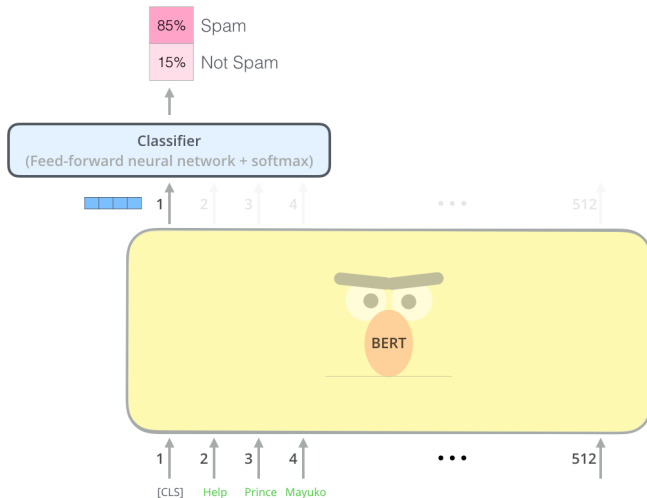 85% Spam
15% Not Spam
Classifier
(Feed-forward neural network + softmax)
1 2 3 4 ••• 512
BERT
1 2 3 4 ••• 512
[CLS] Help Prince Mayuko